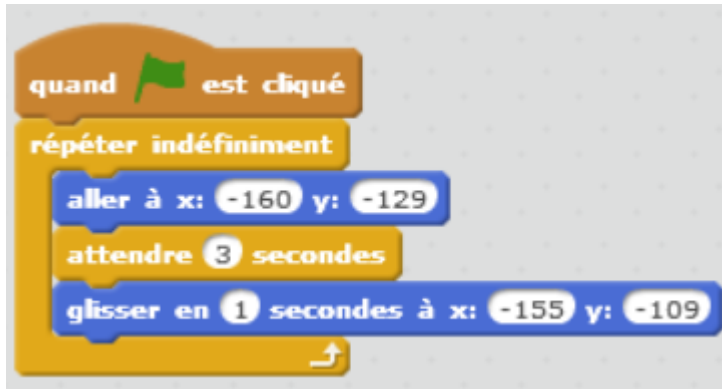 quand est cliqué
répéter indéfiniment
aller à x: -160 y: -129
attendre 3 secondes
glisser en 1 secondes à x: -155 y: -109